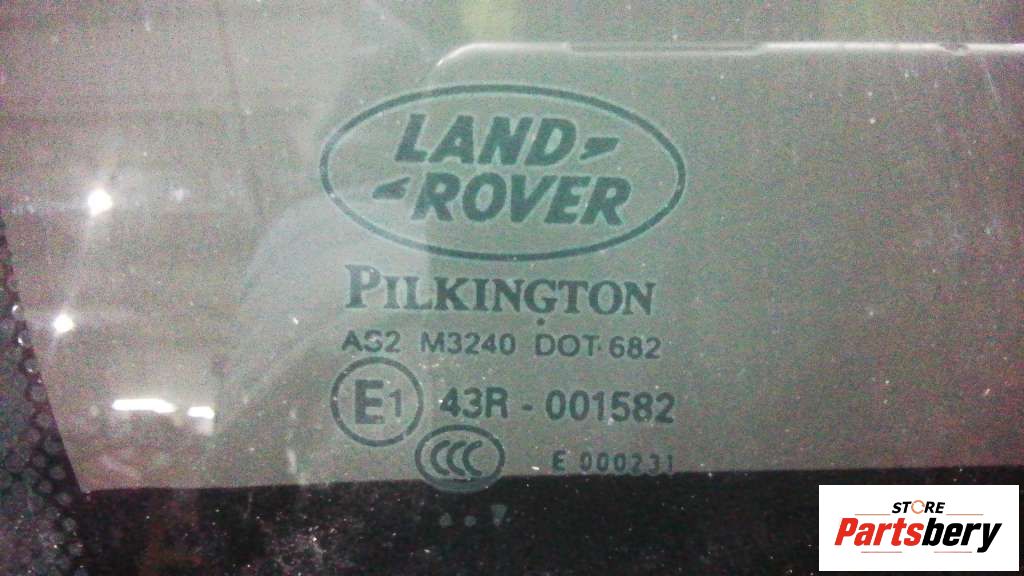 LAND
ROVER
PILKINGTON
AS2 M3240 DOT·682
E1 43R - 001582
CCC E 000231
STORE
Partsbery